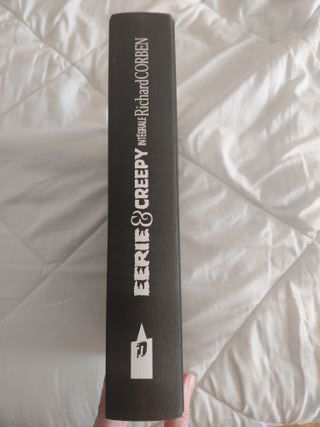 EERIE & CREEPY INTÉGRALE Richard CORBEN
D